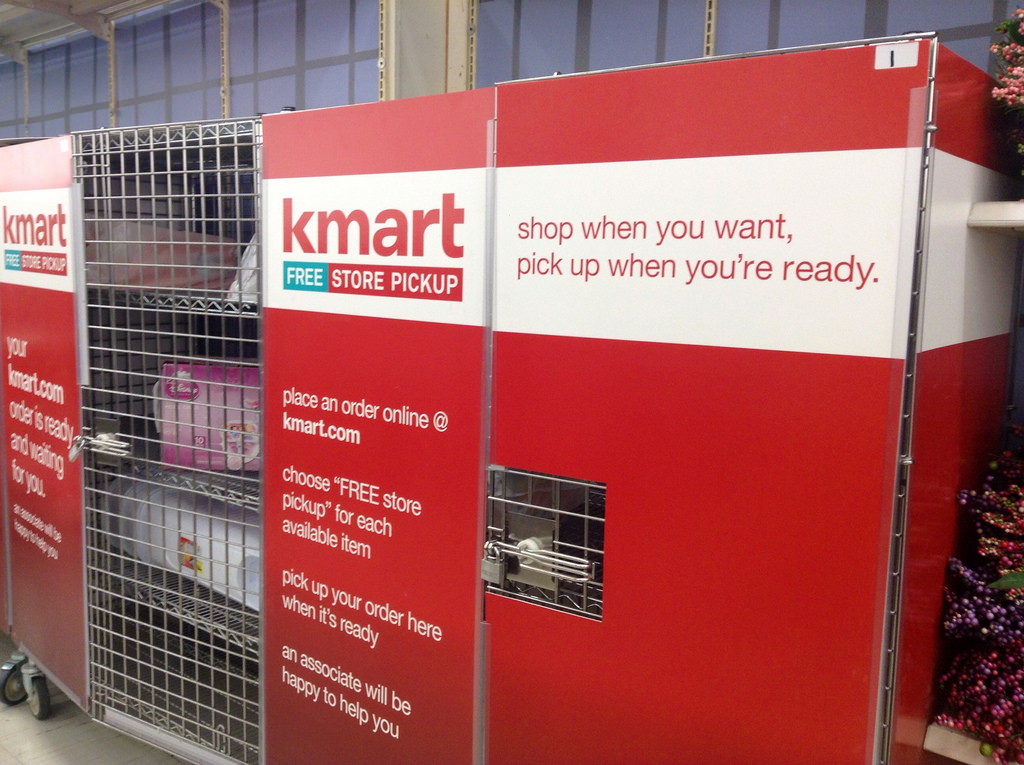 kmart
FREE STORE PICKUP
your
kmart.com
order is ready
and waiting
for you.
an associate will be
happy to help you
kmart
FREE STORE PICKUP
place an order online @
kmart.com
choose "FREE store
pickup" for each
available item
pick up your order here
when it's ready
an associate will be
happy to help you
1
shop when you want,
pick up when you're ready.